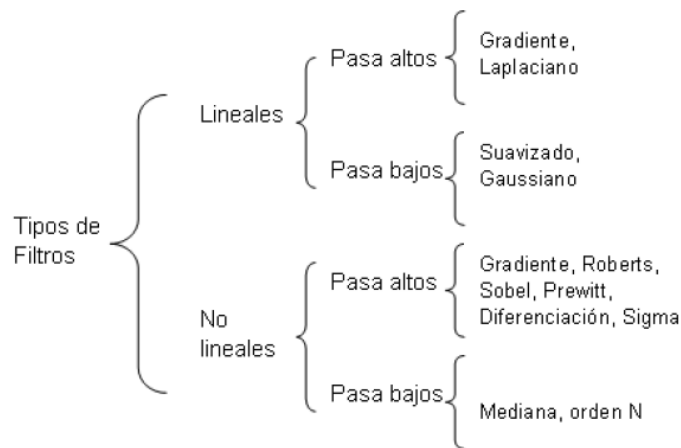 Tipos de
Filtros
Lineales
Pasa altos
Gradiente,
Laplaciano
Pasa bajos
Suavizado,
Gaussiano
No
lineales
Pasa altos
Gradiente, Roberts,
Sobel, Prewitt,
Diferenciación, Sigma
Pasa bajos
Mediana, orden N